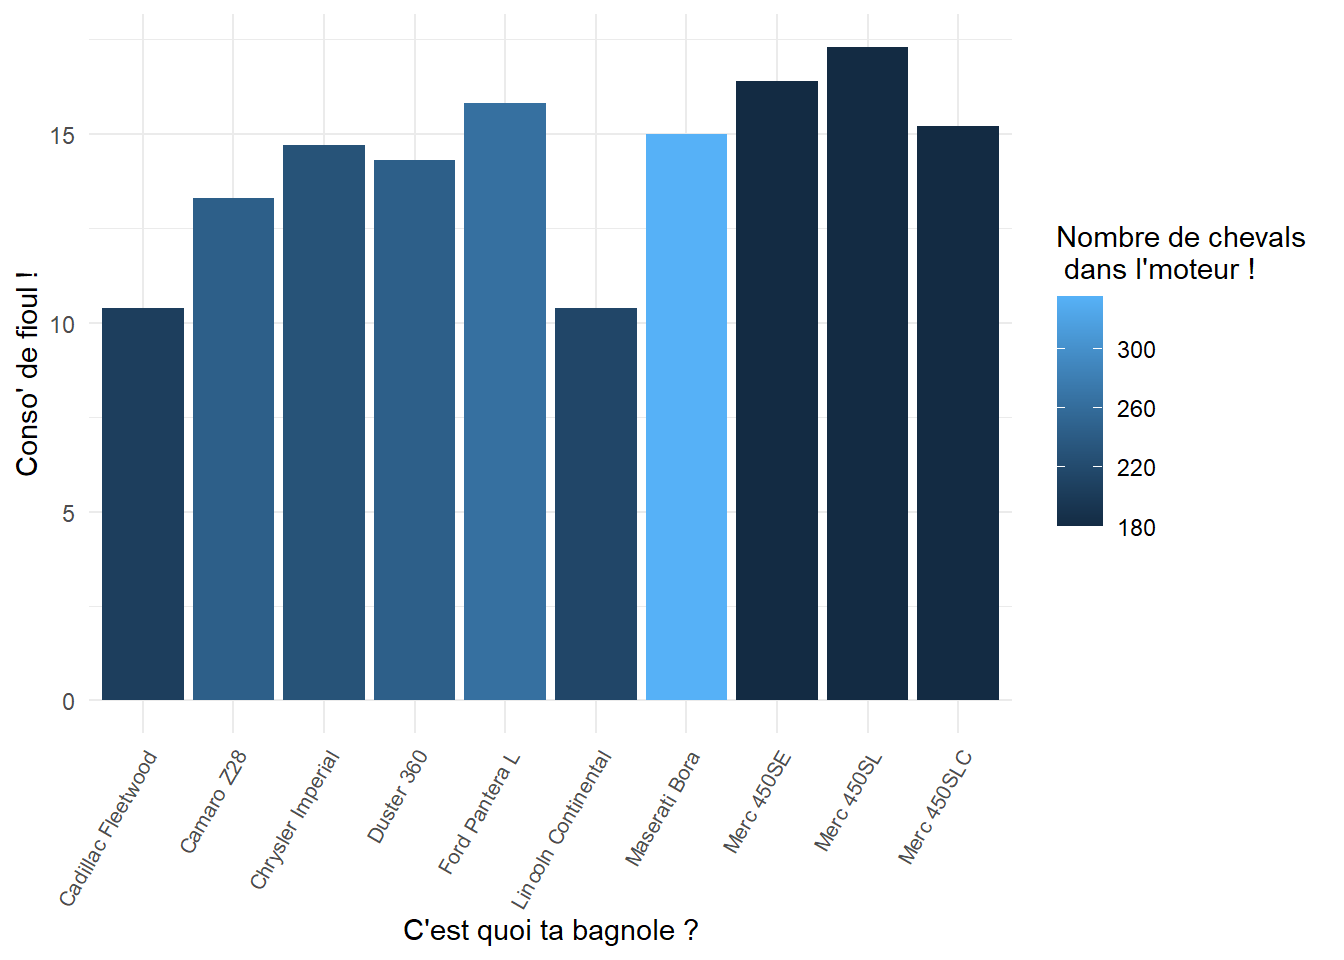 Conso' de fioul !
15
10
5
0
Cadillac Fleetwood
Camaro Z28
Chrysler Imperial
Duster 360
Ford Pantera L
Lincoln Continental
Maserati Bora
Merc 450SE
Merc 450SL
Merc 450SLC
C'est quoi ta bagnole ?
Nombre de chevals
dans l'moteur !
300
260
220
180